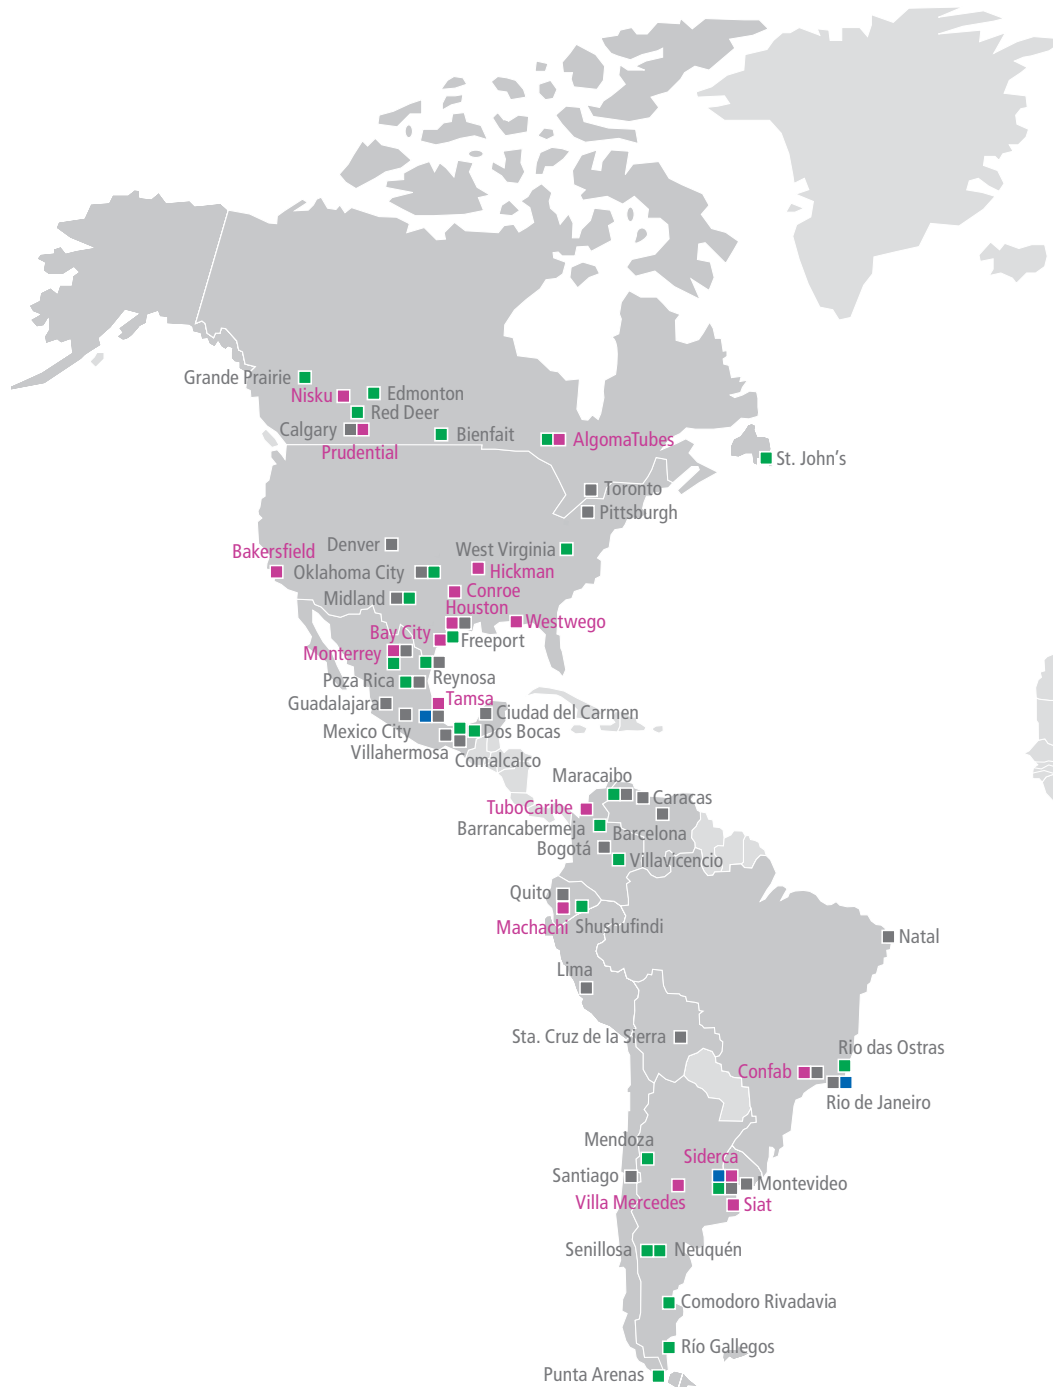 Grande Prairie
Nisku
Edmonton
Red Deer
Calgary
Bienfait
AlgomaTubes
Prudential
St. John's
Toronto
Pittsburgh
Denver
West Virginia
Bakersfield
Oklahoma City
Hickman
Conroe
Midland
Houston
Westwego
Bay City
Freeport
Monterrey
Reynosa
Poza Rica
Tamsa
Guadalajara
Ciudad del Carmen
Mexico City
Dos Bocas
Villahermosa
Comalcalco
Maracaibo
Caracas
TuboCaribe
Barrancabermeja
Barcelona
Bogotá
Villavicencio
Quito
Machachi
Shushufindi
Natal
Lima
Sta. Cruz de la Sierra
Rio das Ostras
Confab
Rio de Janeiro
Mendoza
Siderca
Santiago
Montevideo
Villa Mercedes
Siat
Senillosa
Neuquén
Comodoro Rivadavia
Río Gallegos
Punta Arenas